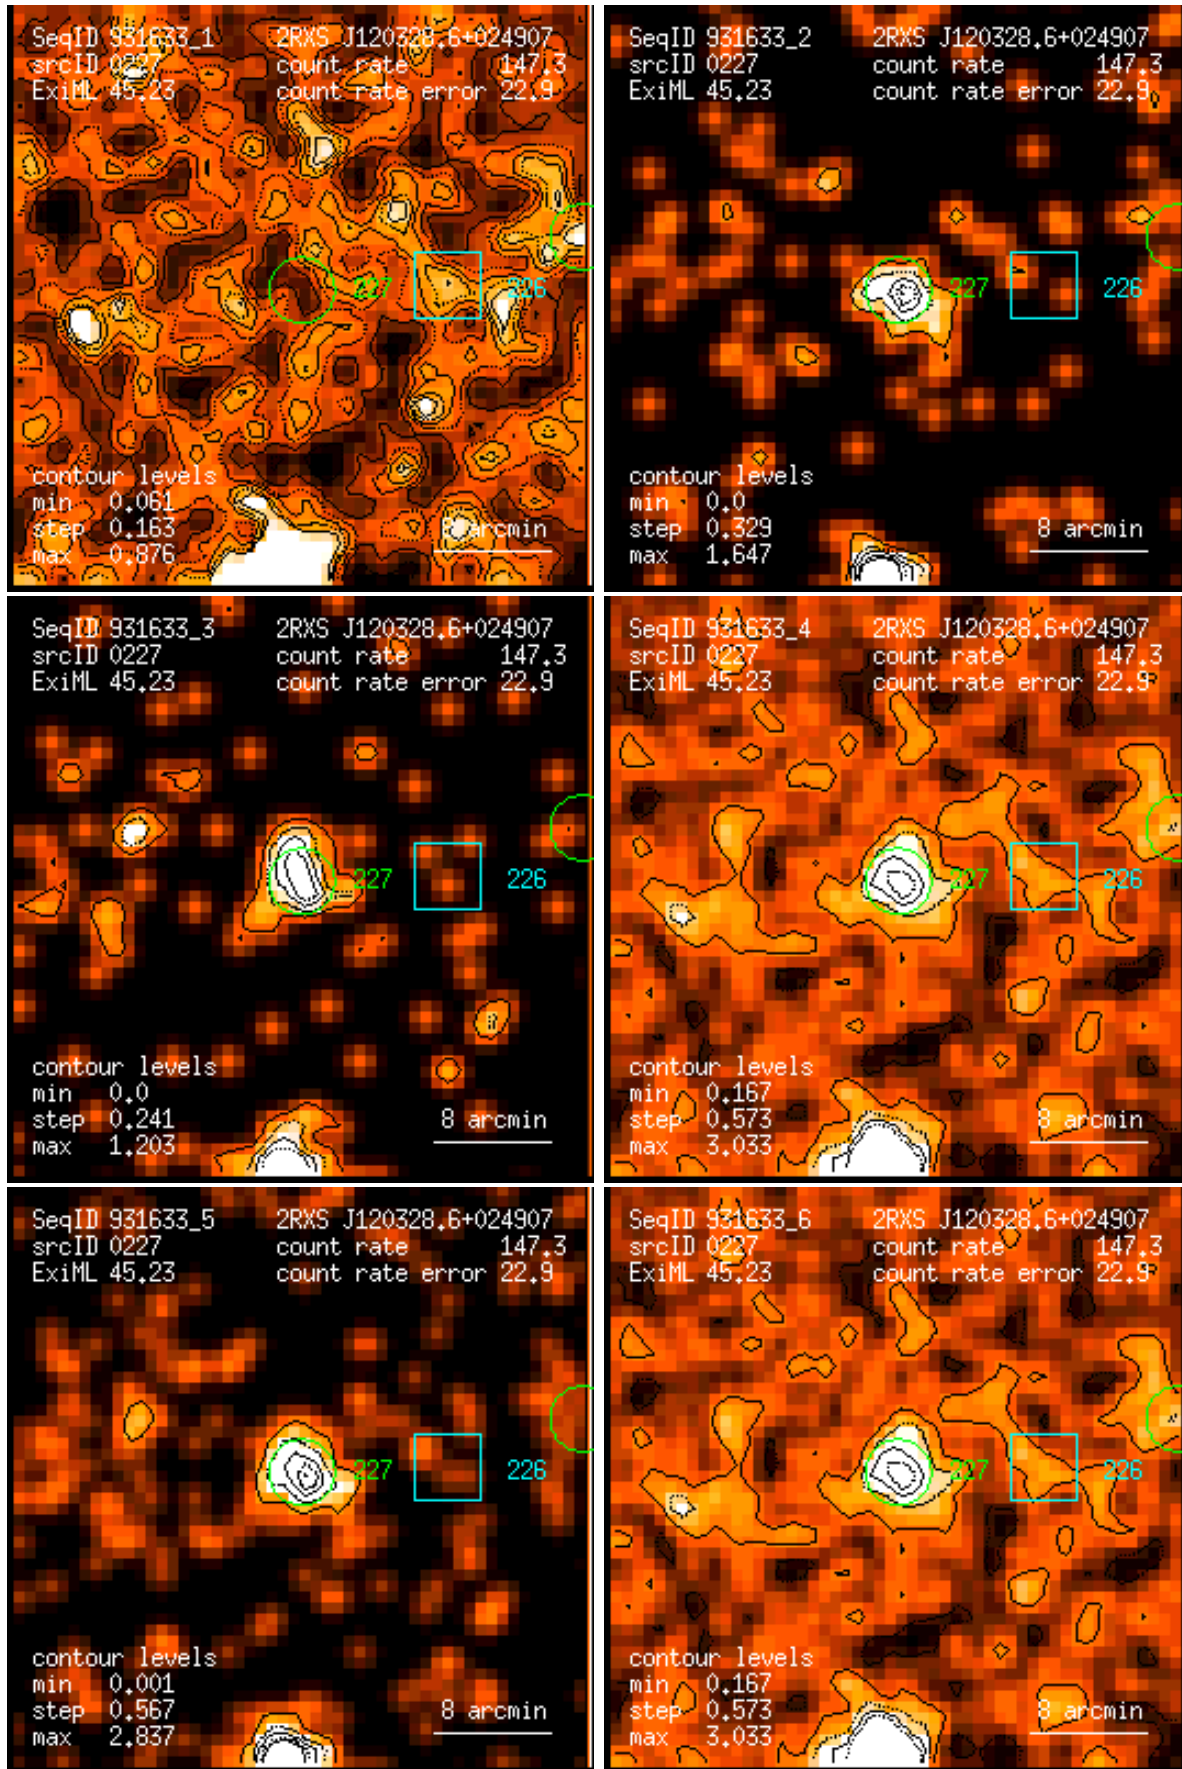 SeqID 931633_1 2RXS J120328.6+024907
srcID 0227 count rate 147.3
ExiML 45.23 count rate error 22.9
227 226
contour levels
min 0.061
step 0.163 8 arcmin
max 0.876
SeqID 931633_2 2RXS J120328.6+024907
srcID 0227 count rate 147.3
ExiML 45.23 count rate error 22.9
227 226
contour levels
min 0.0
step 0.329 8 arcmin
max 1.647
SeqID 931633_3 2RXS J120328.6+024907
srcID 0227 count rate 147.3
ExiML 45.23 count rate error 22.9
227 226
contour levels
min 0.0
step 0.241 8 arcmin
max 1.203
SeqID 931633_4 2RXS J120328.6+024907
srcID 0227 count rate 147.3
ExiML 45.23 count rate error 22.9
227 226
contour levels
min 0.167
step 0.573 8 arcmin
max 3.033
SeqID 931633_5 2RXS J120328.6+024907
srcID 0227 count rate 147.3
ExiML 45.23 count rate error 22.9
227 226
contour levels
min 0.001
step 0.567 8 arcmin
max 2.837
SeqID 931633_6 2RXS J120328.6+024907
srcID 0227 count rate 147.3
ExiML 45.23 count rate error 22.9
227 226
contour levels
min 0.167
step 0.573 8 arcmin
max 3.033